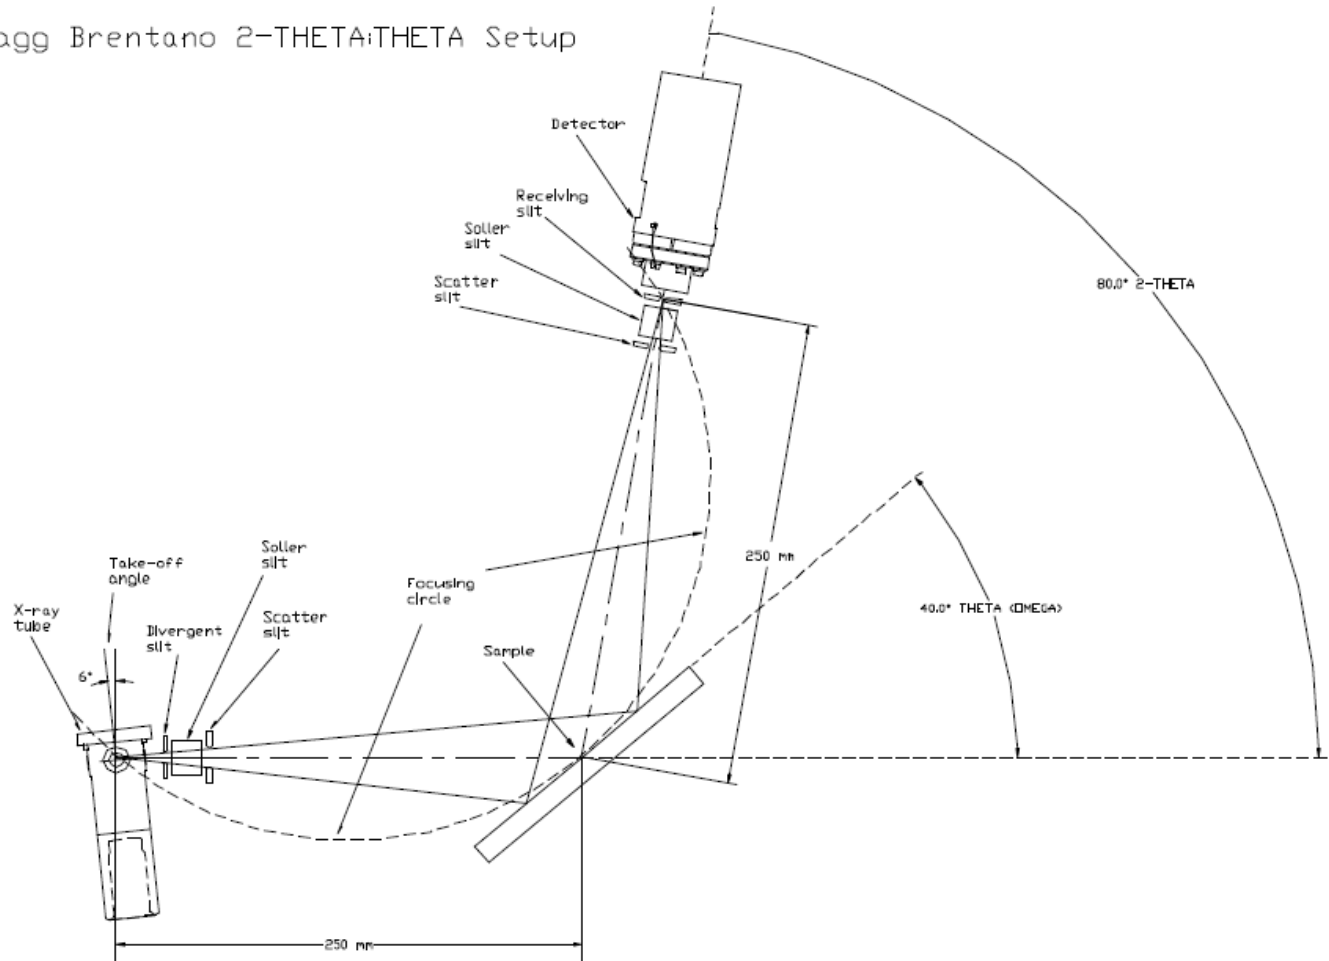 agg Brentano 2-THETA:THETA Setup
Detector
Receiving
slit
Soller
slit
Scatter
slit
80.0° 2-THETA
250 mm
40.0° THETA (OMEGA)
Soller
slit
Take-off
angle
Focusing
circle
X-ray
tube
Divergent
slit
Scatter
slit
Sample
6°
250 mm